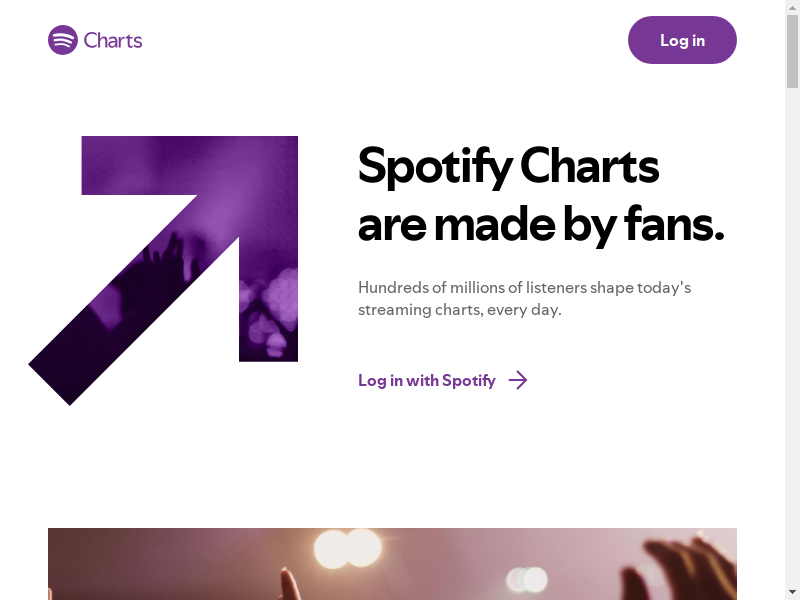 Charts
Log in
Spotify Charts
are made by fans.
Hundreds of millions of listeners shape today's
streaming charts, every day.
Log in with Spotify